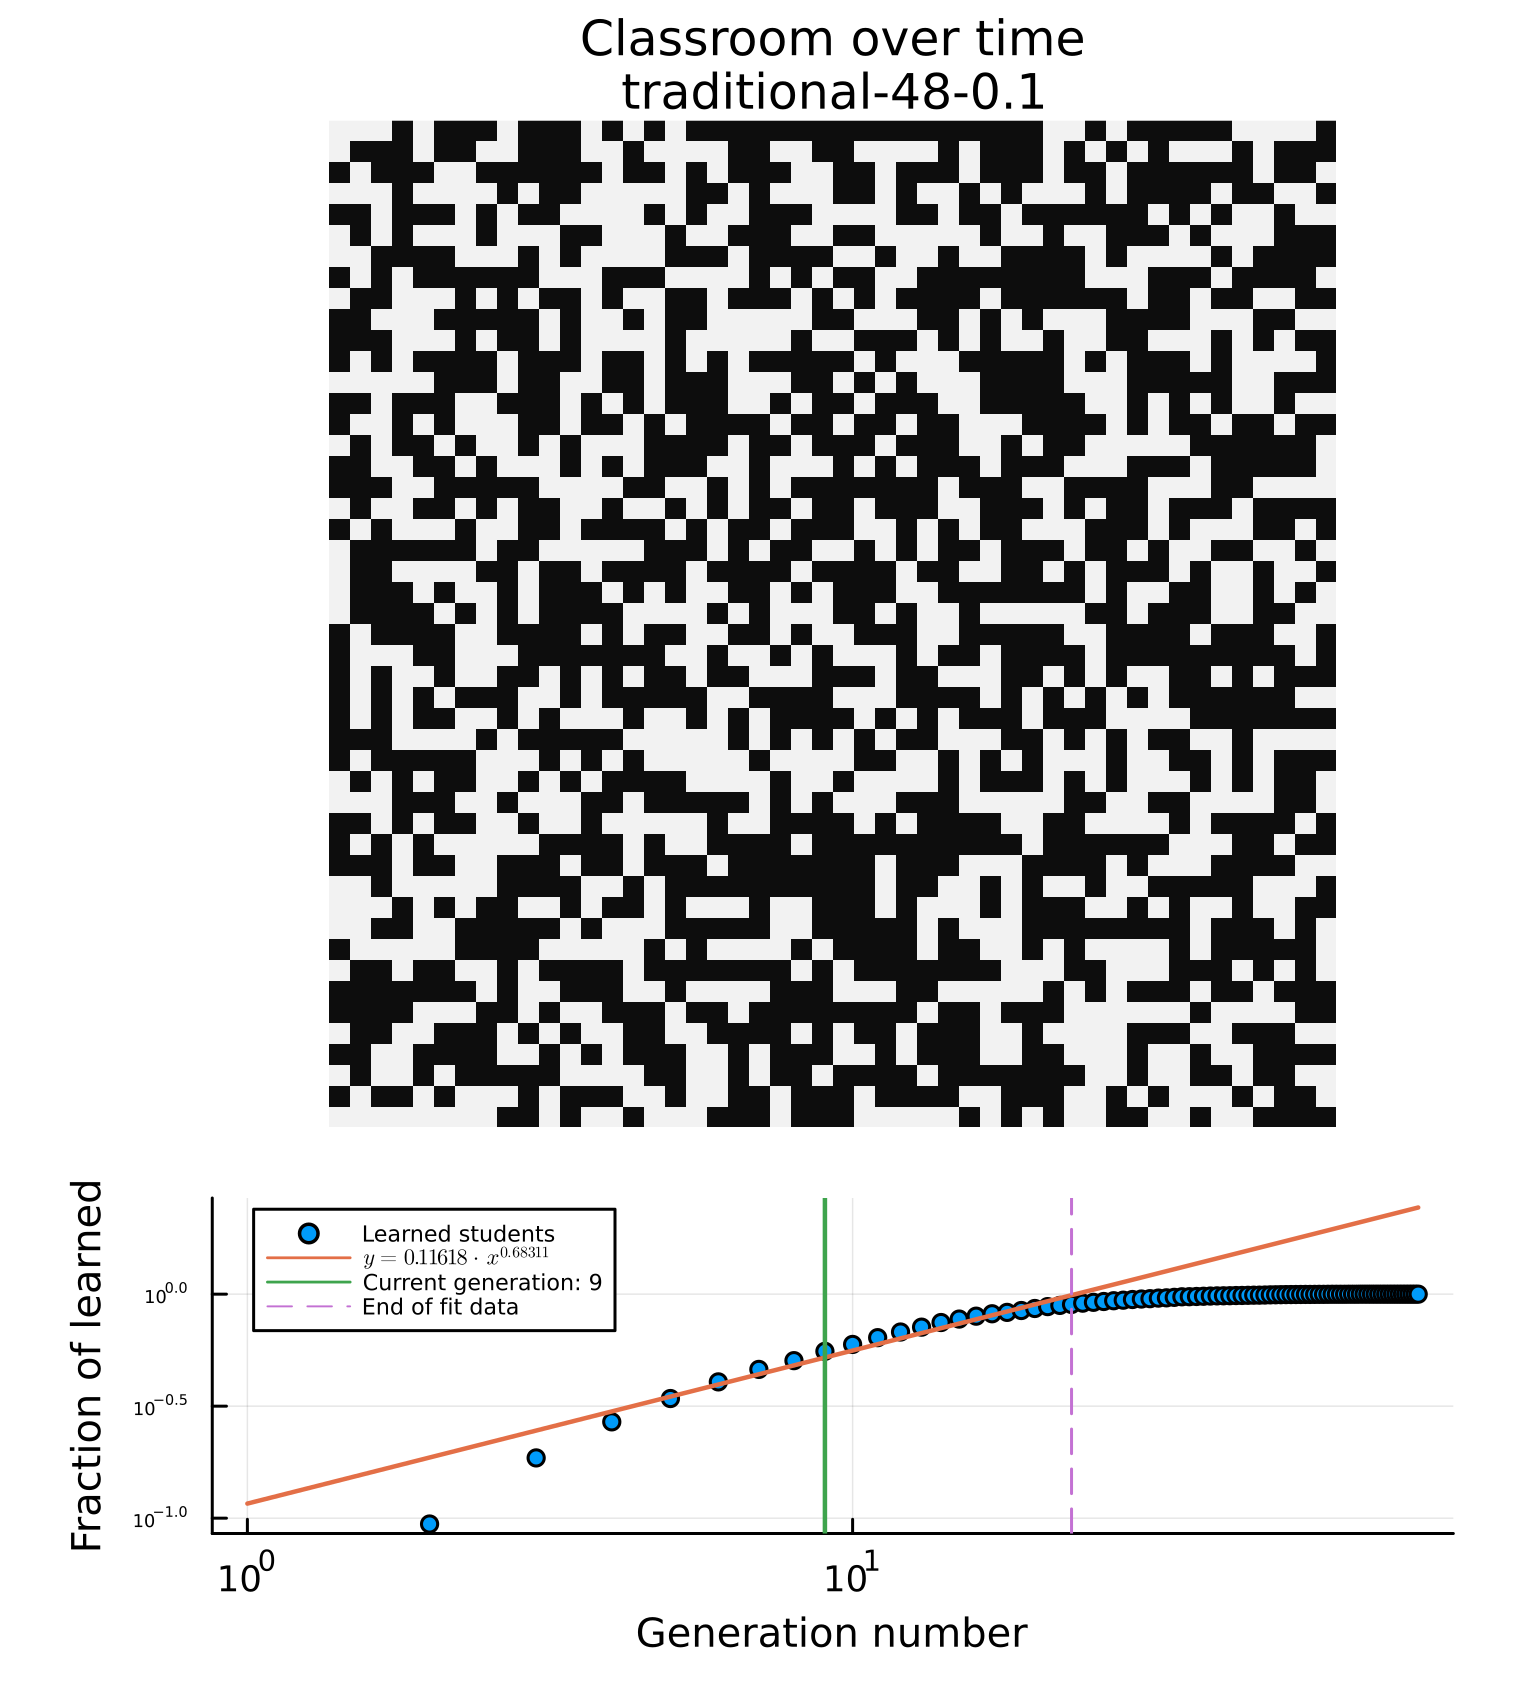 Classroom over time
traditional-48-0.1
Fraction of learned
10^0.0
10^−0.5
10^−1.0
Learned students
y = 0.11618 · x^0.68311
Current generation: 9
End of fit data
10^0
10^1
Generation number